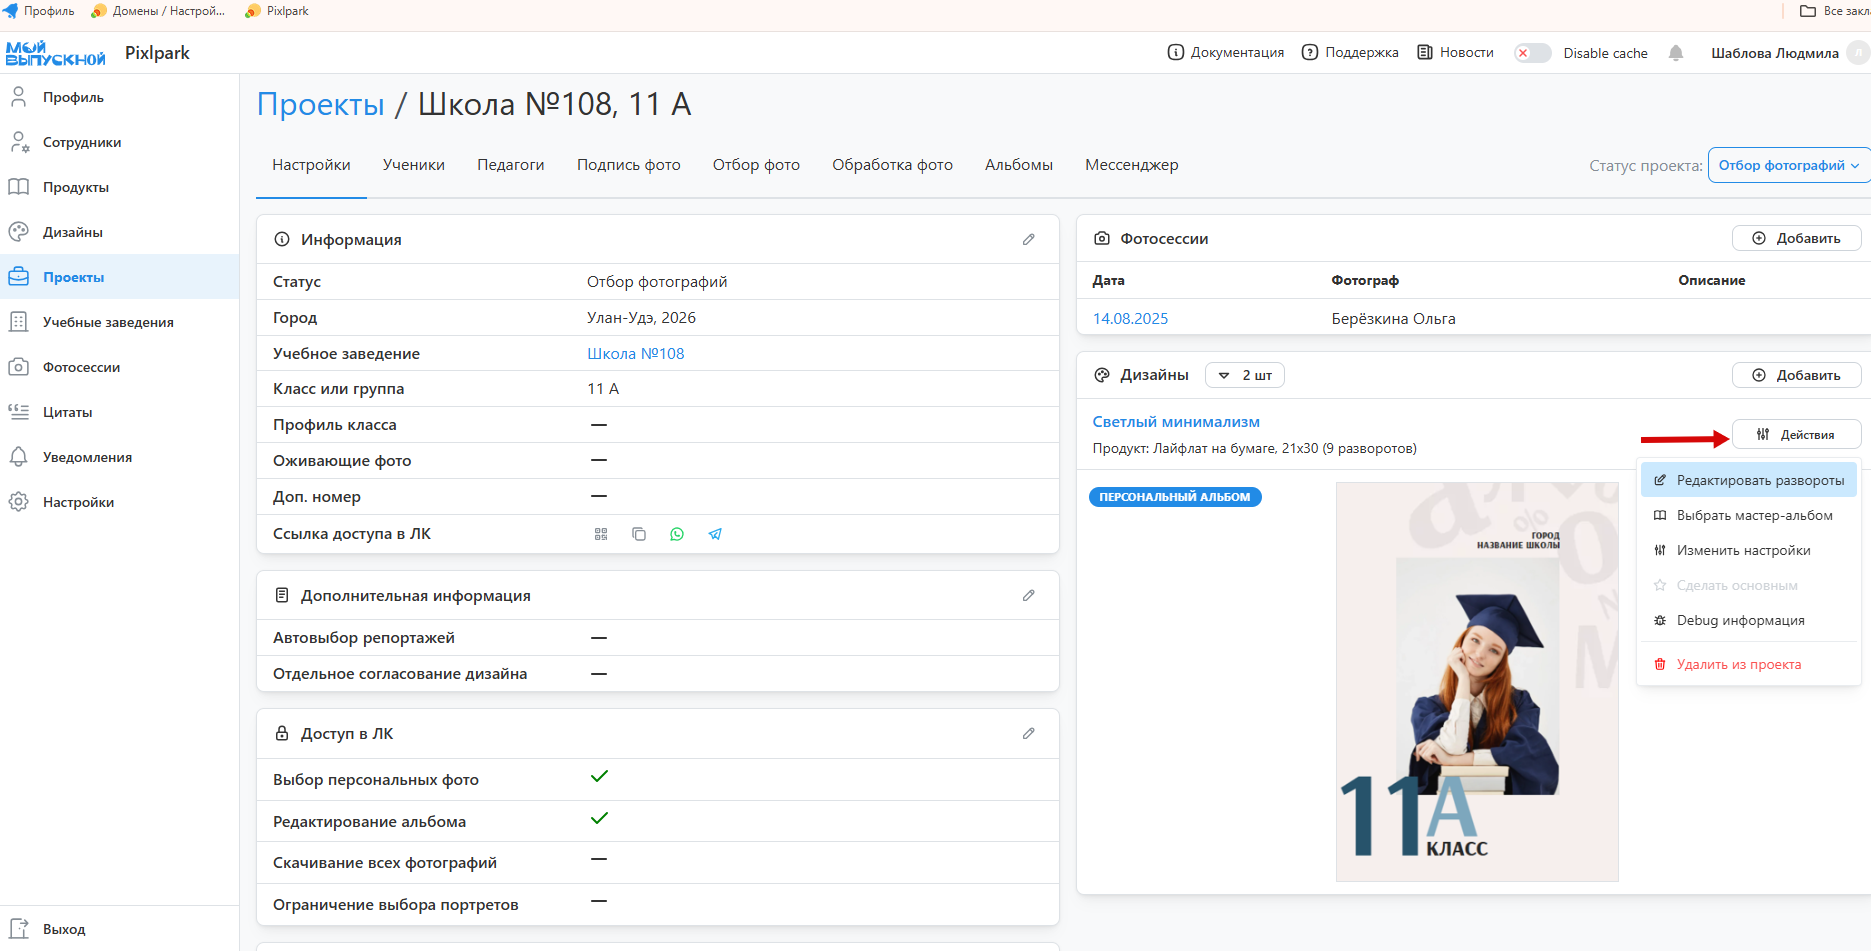 Профиль
Домены / Настрой...
Pixlpark
Все закл
МОЙ ВЫПУСКНОЙ
Pixlpark
Документация
Поддержка
Новости
Disable cache
Шаблова Людмила
Л
Профиль
Сотрудники
Продукты
Дизайны
Проекты
Учебные заведения
Фотосессии
Цитаты
Уведомления
Настройки
Выход
Проекты / Школа №108, 11 А
Настройки
Ученики
Педагоги
Подпись фото
Отбор фото
Обработка фото
Альбомы
Мессенджер
Статус проекта: Отбор фотографий
Информация
Статус Отбор фотографий
Город Улан-Удэ, 2026
Учебное заведение Школа №108
Класс или группа 11 А
Профиль класса —
Оживающие фото —
Доп. номер —
Ссылка доступа в ЛК
Дополнительная информация
Автовыбор репортажей —
Отдельное согласование дизайна —
Доступ в ЛК
Выбор персональных фото
Редактирование альбома
Скачивание всех фотографий —
Ограничение выбора портретов —
Фотосессии
Добавить
Дата Фотограф Описание
14.08.2025 Берёзкина Ольга
Дизайны
2 шт
Добавить
Светлый минимализм
Продукт: Лайфлат на бумаге, 21x30 (9 разворотов)
Действия
Редактировать развороты
Выбрать мастер-альбом
Изменить настройки
Сделать основным
Debug информация
Удалить из проекта
ПЕРСОНАЛЬНЫЙ АЛЬБОМ
ГОРОД
НАЗВАНИЕ ШКОЛЫ
11А
КЛАСС